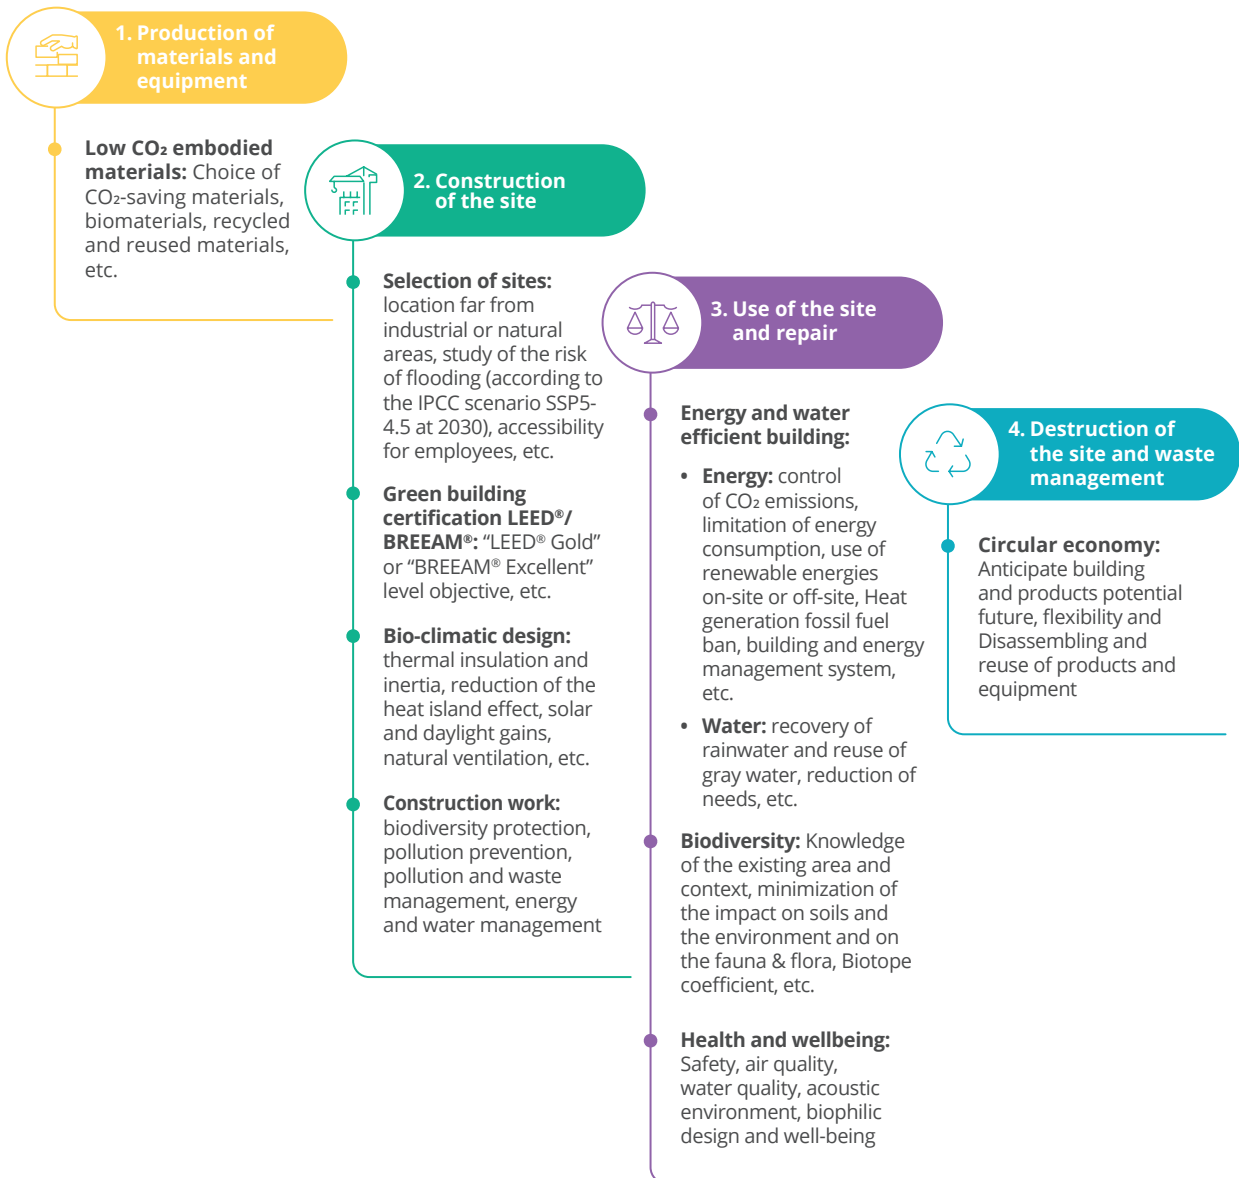 1. Production of
materials and
equipment
Low CO₂ embodied
materials: Choice of
CO₂-saving materials,
biomaterials, recycled
and reused materials,
etc.
2. Construction
of the site
Selection of sites:
location far from
industrial or natural
areas, study of the risk
of flooding (according to
the IPCC scenario SSP5-
4.5 at 2030), accessibility
for employees, etc.
Green building
certification LEED®/
BREEAM®: “LEED® Gold”
or “BREEAM® Excellent”
level objective, etc.
Bio-climatic design:
thermal insulation and
inertia, reduction of the
heat island effect, solar
and daylight gains,
natural ventilation, etc.
Construction work:
biodiversity protection,
pollution prevention,
pollution and waste
management, energy
and water management
3. Use of the site
and repair
Energy and water
efficient building:
• Energy: control
of CO₂ emissions,
limitation of energy
consumption, use of
renewable energies
on-site or off-site, Heat
generation fossil fuel
ban, building and energy
management system,
etc.
• Water: recovery of
rainwater and reuse of
gray water, reduction of
needs, etc.
Biodiversity: Knowledge
of the existing area and
context, minimization of
the impact on soils and
the environment and on
the fauna & flora, Biotope
coefficient, etc.
Health and wellbeing:
Safety, air quality,
water quality, acoustic
environment, biophilic
design and well-being
4. Destruction of
the site and waste
management
Circular economy:
Anticipate building
and products potential
future, flexibility and
Disassembling and
reuse of products and
equipment